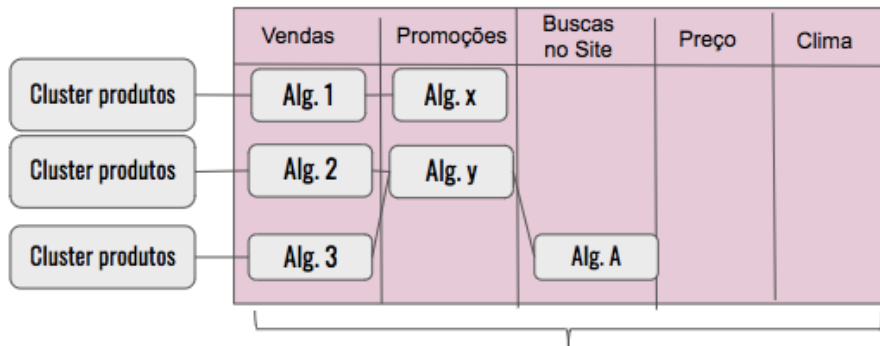 Vendas
Promoções
Buscas
no Site
Preço
Clima
Cluster produtos
Alg. 1
Alg. x
Cluster produtos
Alg. 2
Alg. y
Cluster produtos
Alg. 3
Alg. A